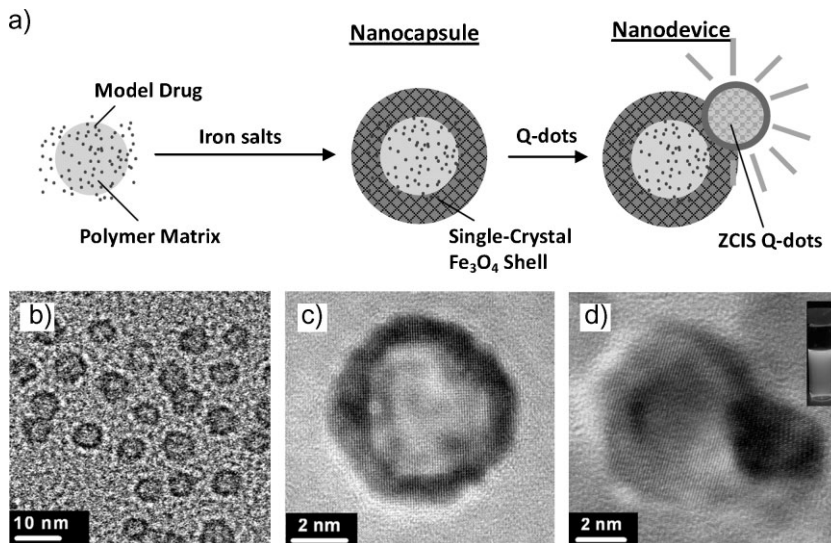 a)
Nanocapsule
Nanodevice
Model Drug
Iron salts
Q-dots
Polymer Matrix
Single-Crystal
Fe₃O₄ Shell
ZCIS Q-dots
b)
c)
d)
10 nm
2 nm
2 nm